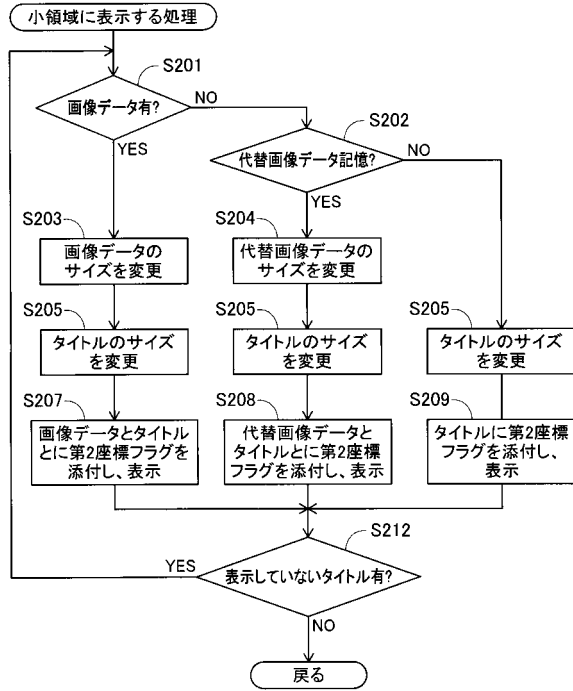 小領域に表示する処理
S201
画像データ有?
NO
YES
S202
代替画像データ記憶?
NO
YES
S203
画像データの
サイズを変更
S204
代替画像データの
サイズを変更
S205
タイトルのサイズ
を変更
S205
タイトルのサイズ
を変更
S205
タイトルのサイズ
を変更
S207
画像データとタイトル
とに第2座標フラグを
添付し、表示
S208
代替画像データと
タイトルとに第2座標
フラグを添付し、表示
S209
タイトルに第2座標
フラグを添付し、
表示
S212
表示していないタイトル有?
YES
NO
戻る